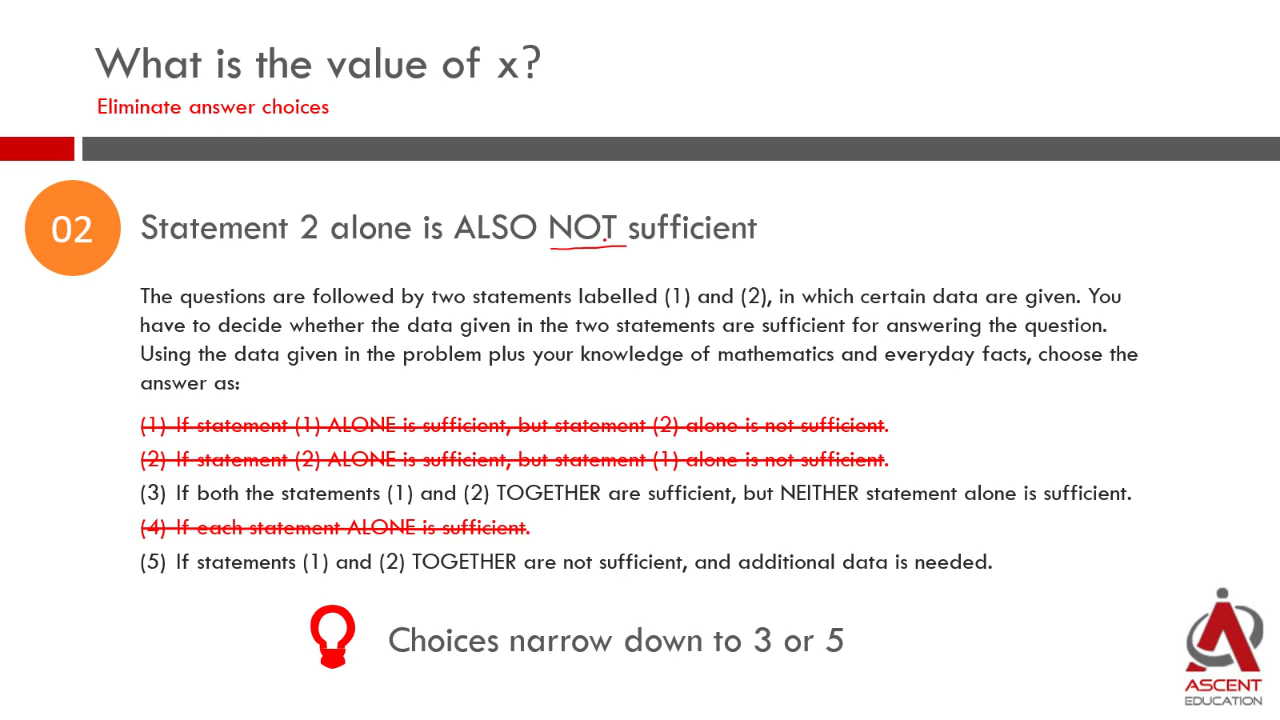 What is the value of x?
Eliminate answer choices
02
Statement 2 alone is ALSO NOT sufficient
The questions are followed by two statements labelled (1) and (2), in which certain data are given. You
have to decide whether the data given in the two statements are sufficient for answering the question.
Using the data given in the problem plus your knowledge of mathematics and everyday facts, choose the
answer as:
(1) If statement (1) ALONE is sufficient, but statement (2) alone is not sufficient.
(2) If statement (2) ALONE is sufficient, but statement (1) alone is not sufficient.
(3) If both the statements (1) and (2) TOGETHER are sufficient, but NEITHER statement alone is sufficient.
(4) If each statement ALONE is sufficient.
(5) If statements (1) and (2) TOGETHER are not sufficient, and additional data is needed.
Choices narrow down to 3 or 5
ASCENT
EDUCATION